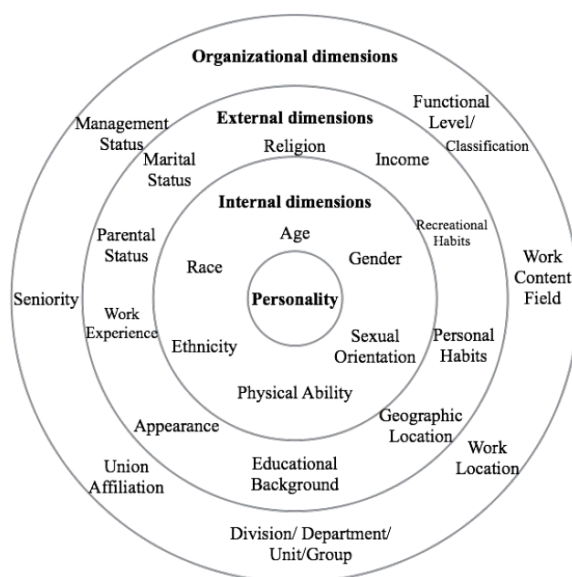 Organizational dimensions
Functional
Level/
Classification
Management
Status
External dimensions
Religion
Income
Marital
Status
Internal dimensions
Recreational
Habits
Age
Parental
Status
Gender
Race
Work
Content
Field
Seniority
Personality
Work
Experience
Ethnicity
Sexual
Orientation
Personal
Habits
Physical Ability
Appearance
Geographic
Location
Work
Location
Union
Affiliation
Educational
Background
Division/ Department/
Unit/Group